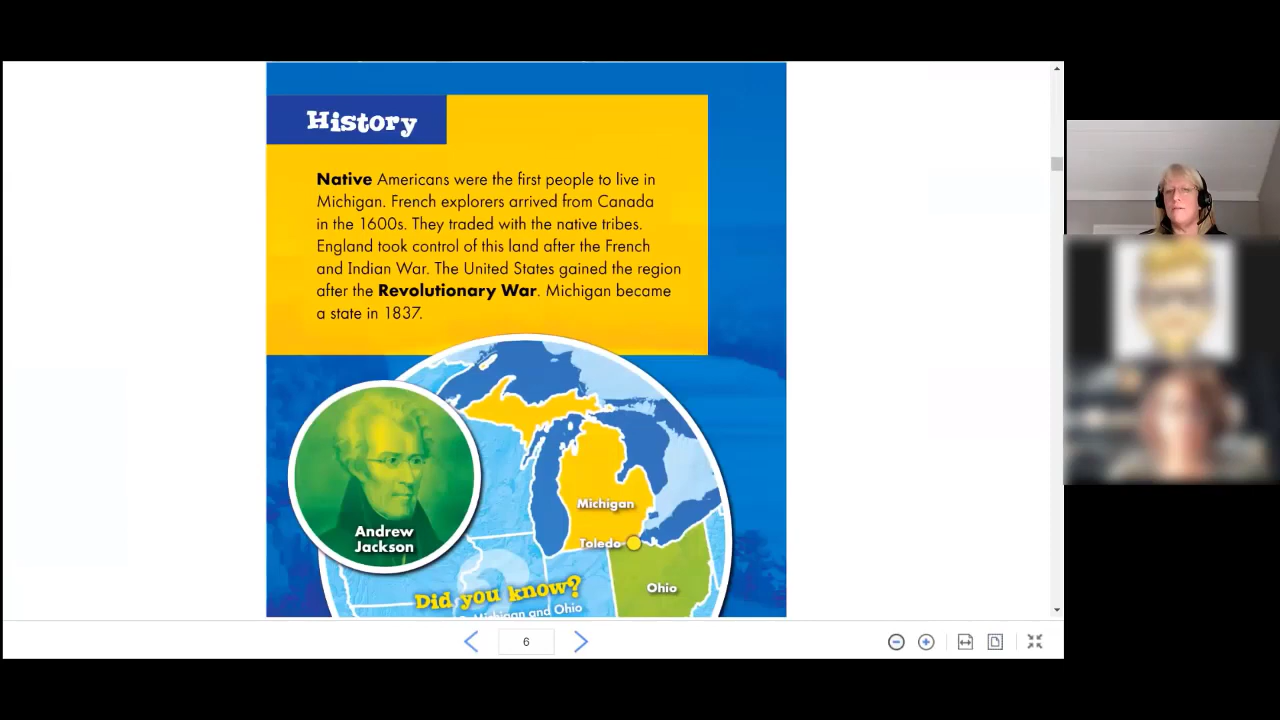 History
Native Americans were the first people to live in
Michigan. French explorers arrived from Canada
in the 1600s. They traded with the native tribes.
England took control of this land after the French
and Indian War. The United States gained the region
after the Revolutionary War. Michigan became
a state in 1837.
Andrew
Jackson
Michigan
Toledo
Ohio
Did you know?
Michigan and Ohio
6